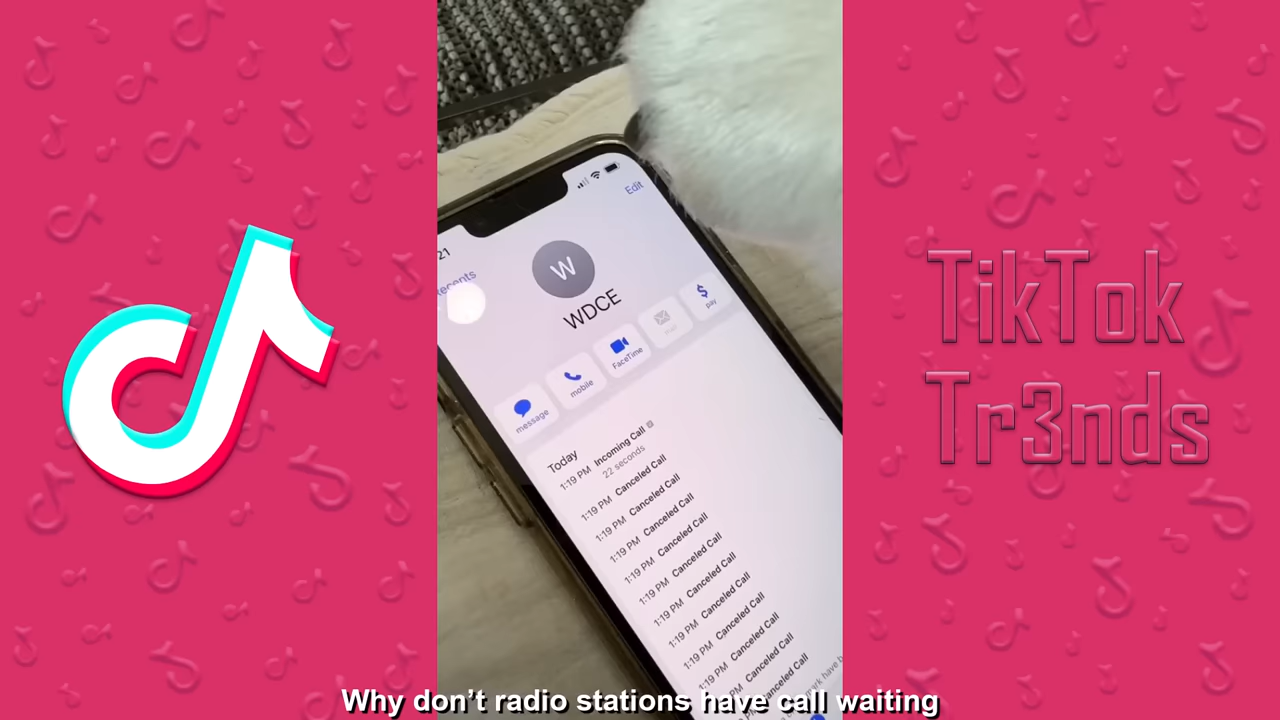 21
Edit
ecents
W
WDCE
message
mobile
FaceTime
mail
pay
Today
1:19 PM Incoming Call
22 seconds
1:19 PM Canceled Call
1:19 PM Canceled Call
1:19 PM Canceled Call
1:19 PM Canceled Call
1:19 PM Canceled Call
1:19 PM Canceled Call
1:19 PM Canceled Call
1:19 PM Canceled Call
1:19 PM Canceled Call
1:19 PM Canceled Call
TikTok
Tr3nds
Why don’t radio stations have call waiting